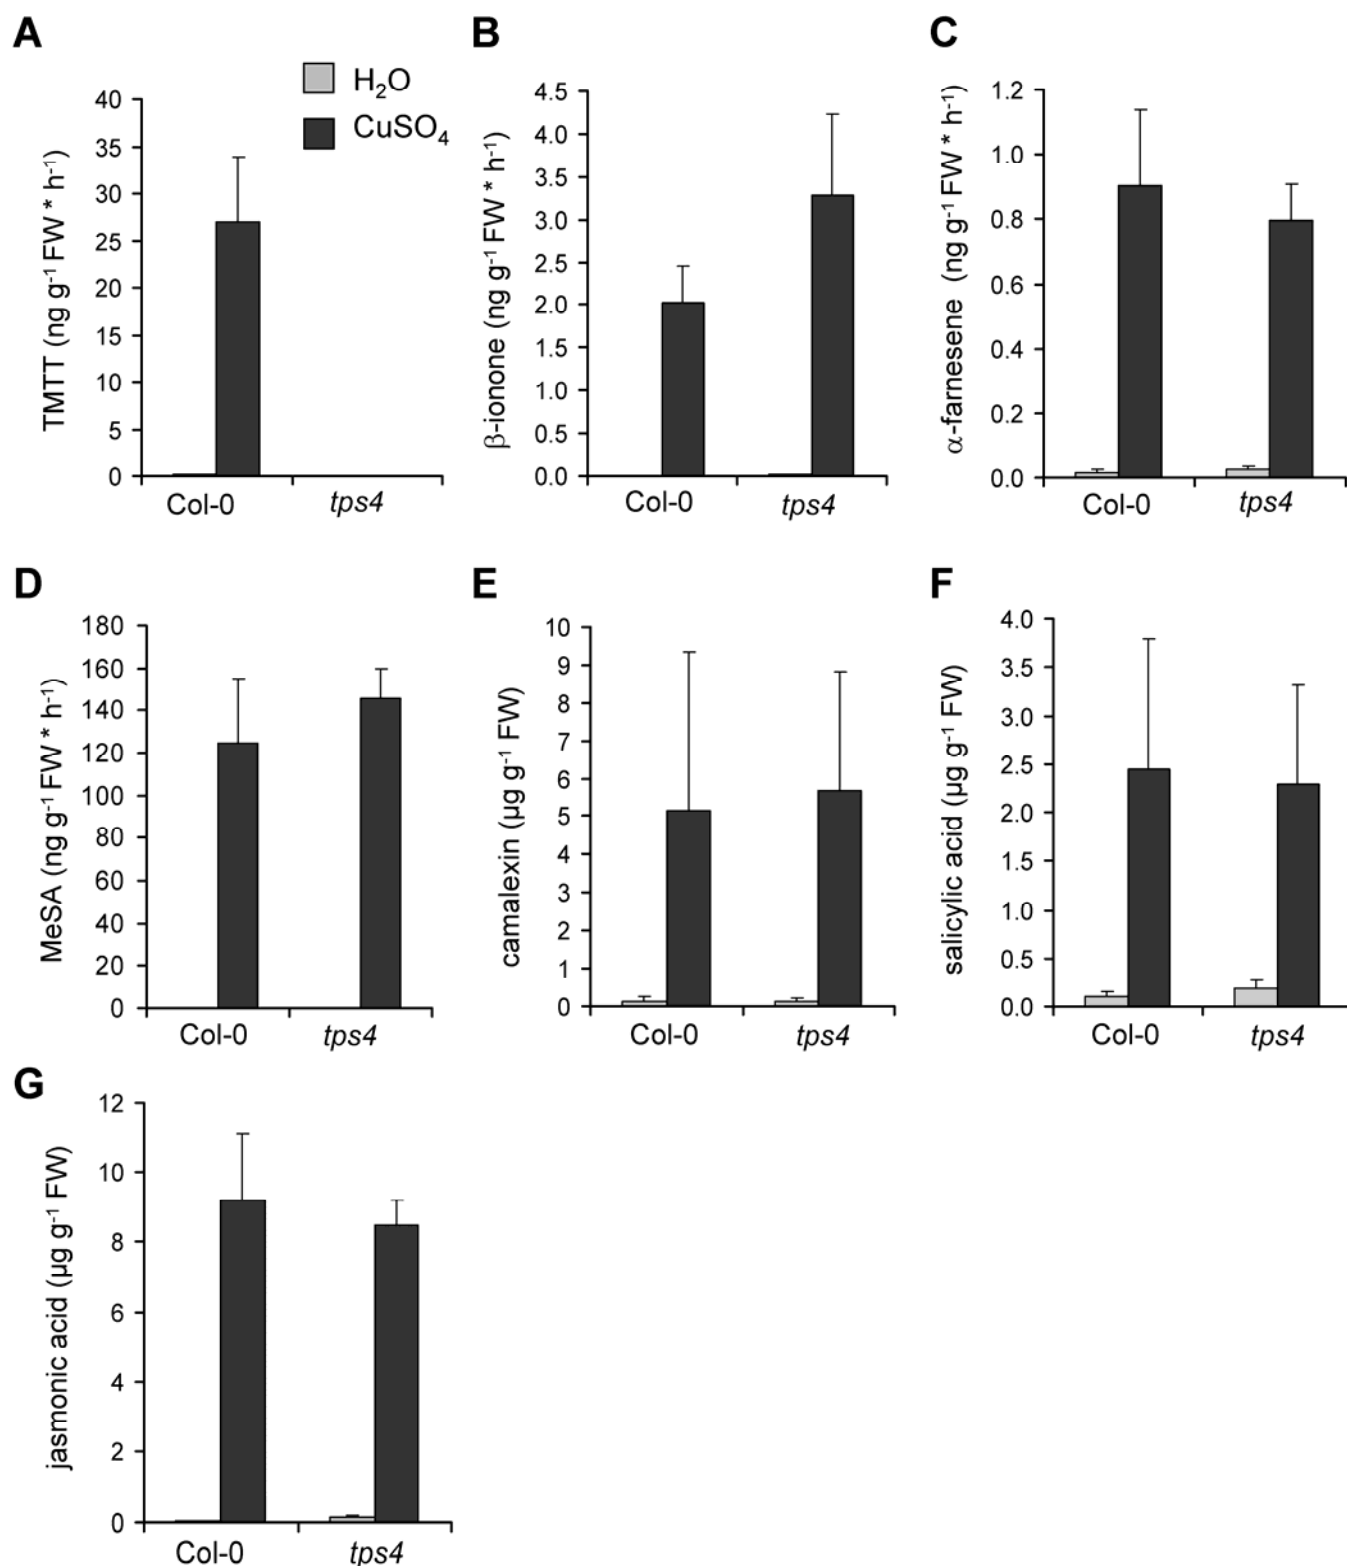 A
H₂O
CuSO₄
TMTT (ng g⁻¹ FW * h⁻¹)
40
35
30
25
20
15
10
5
0
Col-0 tps4
B
β-ionone (ng g⁻¹ FW * h⁻¹)
4.5
4.0
3.5
3.0
2.5
2.0
1.5
1.0
0.5
0.0
Col-0 tps4
C
α-farnesene (ng g⁻¹ FW * h⁻¹)
1.2
1.0
0.8
0.6
0.4
0.2
0.0
Col-0 tps4
D
MeSA (ng g⁻¹ FW * h⁻¹)
180
160
140
120
100
80
60
40
20
0
Col-0 tps4
E
camalexin (µg g⁻¹ FW)
10
9
8
7
6
5
4
3
2
1
0
Col-0 tps4
F
salicylic acid (µg g⁻¹ FW)
4.0
3.5
3.0
2.5
2.0
1.5
1.0
0.5
0.0
Col-0 tps4
G
jasmonic acid (µg g⁻¹ FW)
12
10
8
6
4
2
0
Col-0 tps4